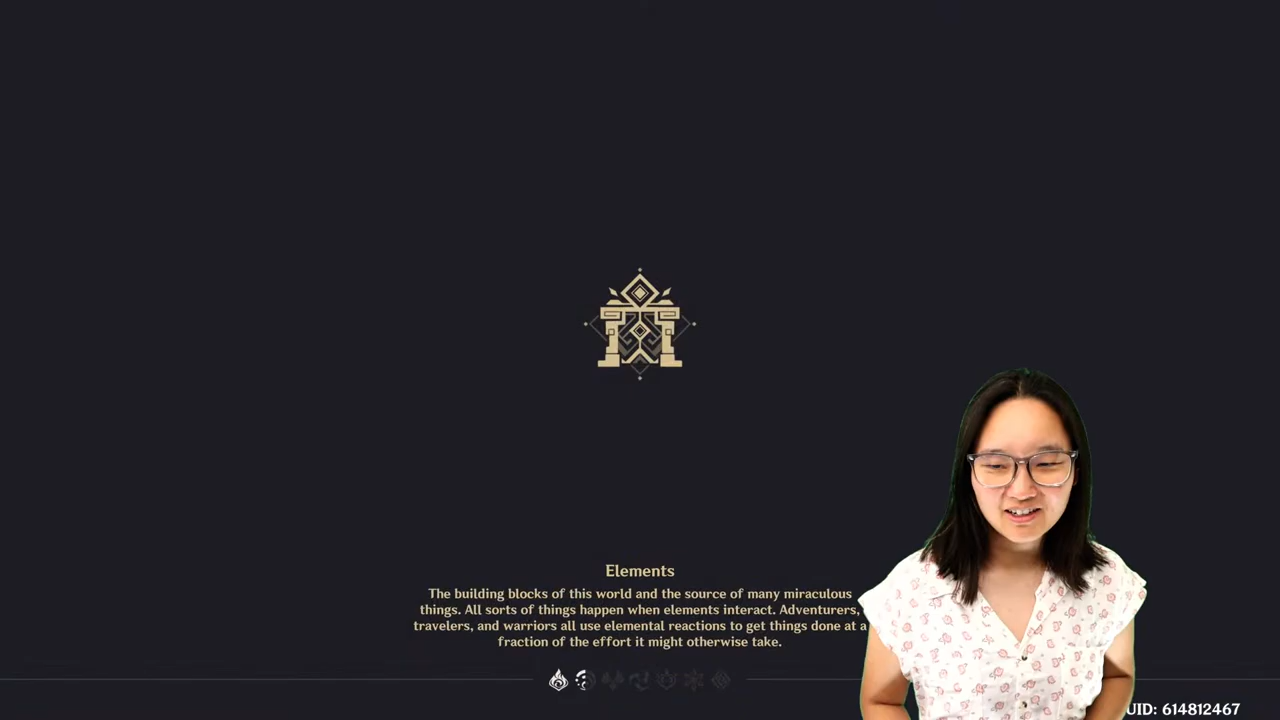 Elements
The building blocks of this world and the source of many miraculous
things. All sorts of things happen when elements interact. Adventurers,
travelers, and warriors all use elemental reactions to get things done at a
fraction of the effort it might otherwise take.
UID: 614812467